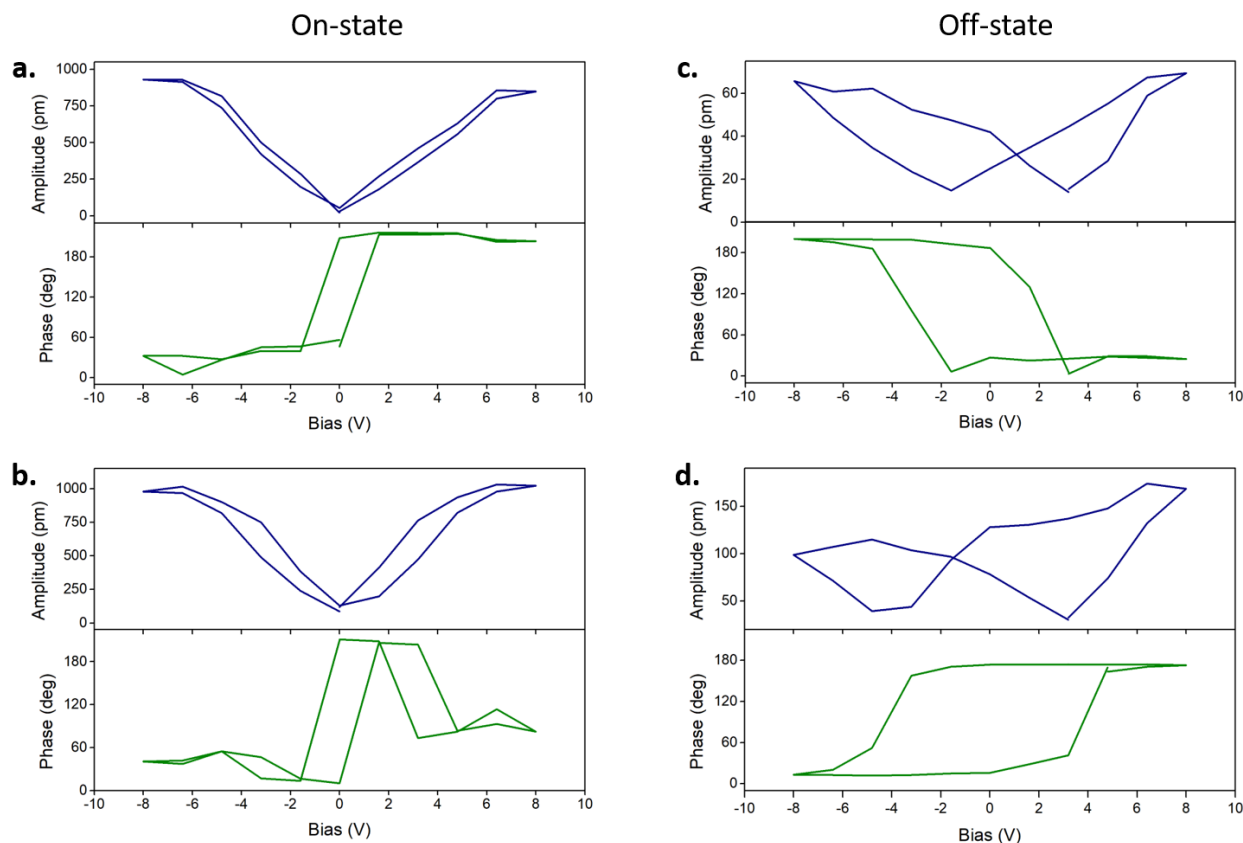 On-state
Off-state
a.
Amplitude (pm)
1000
750
500
250
0
Phase (deg)
180
120
60
0
-10 -8 -6 -4 -2 0 2 4 6 8 10
Bias (V)
c.
Amplitude (pm)
60
40
20
0
Phase (deg)
180
120
60
0
-10 -8 -6 -4 -2 0 2 4 6 8 10
Bias (V)
b.
Amplitude (pm)
1000
750
500
250
0
Phase (deg)
180
120
60
0
-10 -8 -6 -4 -2 0 2 4 6 8 10
Bias (V)
d.
Amplitude (pm)
150
100
50
Phase (deg)
180
120
60
0
-10 -8 -6 -4 -2 0 2 4 6 8 10
Bias (V)